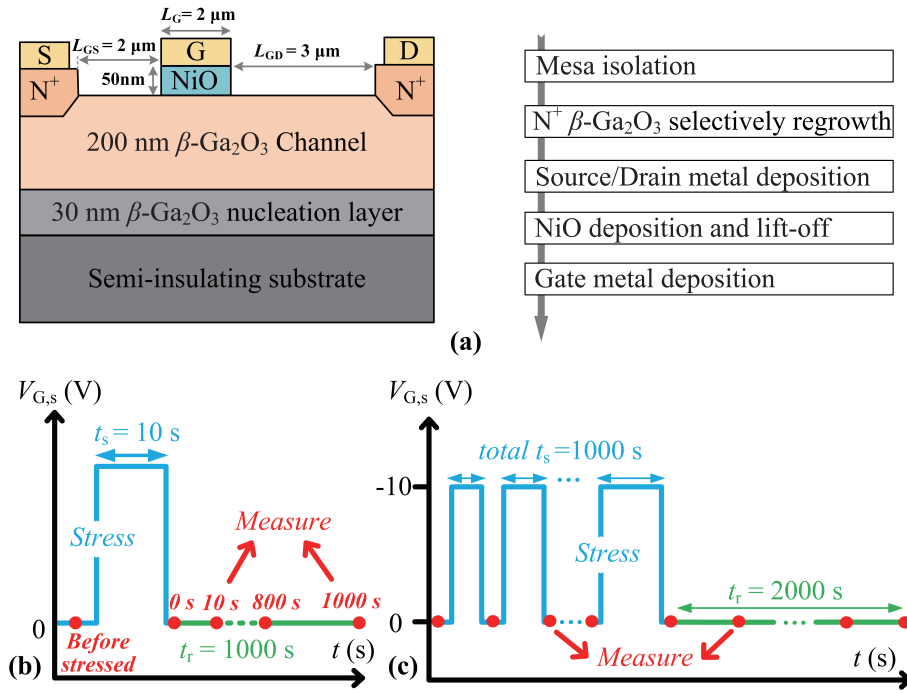 L_G = 2 μm
L_GS = 2 μm
L_GD = 3 μm
S
G
D
50nm
NiO
N⁺
N⁺
200 nm β-Ga₂O₃ Channel
30 nm β-Ga₂O₃ nucleation layer
Semi-insulating substrate
Mesa isolation
N⁺ β-Ga₂O₃ selectively regrowth
Source/Drain metal deposition
NiO deposition and lift-off
Gate metal deposition
(a)
V_G,s (V)
t_s = 10 s
Stress
Measure
0 s
10 s
800 s
1000 s
0
Before
stressed
t_r = 1000 s
t (s)
(b)
V_G,s (V)
total t_s =1000 s
...
-10
Stress
t_r = 2000 s
0
...
Measure
t (s)
(c)